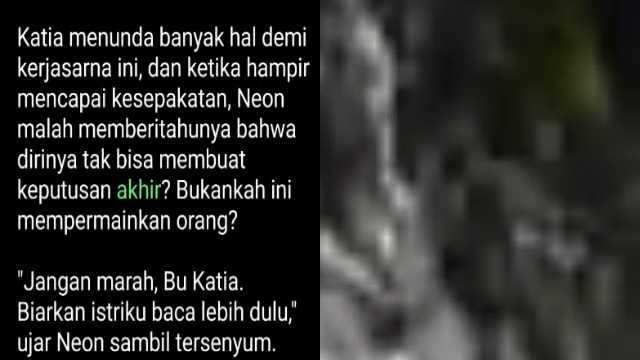 Katia menunda banyak hal demi
kerjasarna ini, dan ketika hampir
mencapai kesepakatan, Neon
malah memberitahunya bahwa
dirinya tak bisa membuat
keputusan akhir? Bukankah ini
mempermainkan orang?
"Jangan marah, Bu Katia.
Biarkan istriku baca lebih dulu,"
ujar Neon sambil tersenyum.